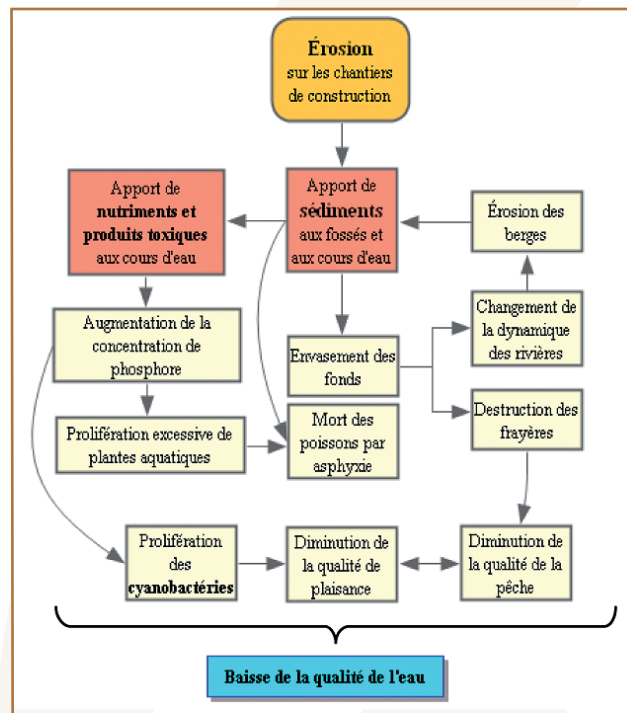 Érosion
sur les chantiers
de construction
Apport de
nutriments et
produits toxiques
aux cours d'eau
Apport de
sédiments
aux fossés et
aux cours d'eau
Érosion des
berges
Augmentation de la
concentration de
phosphore
Envasement des
fonds
Changement de
la dynamique
des rivières
Prolifération excessive de
plantes aquatiques
Mort des
poissons par
asphyxie
Destruction des
frayères
Prolifération
des
cyanobactéries
Diminution de
la qualité de
plaisance
Diminution de
la qualité de la
pêche
Baisse de la qualité de l'eau